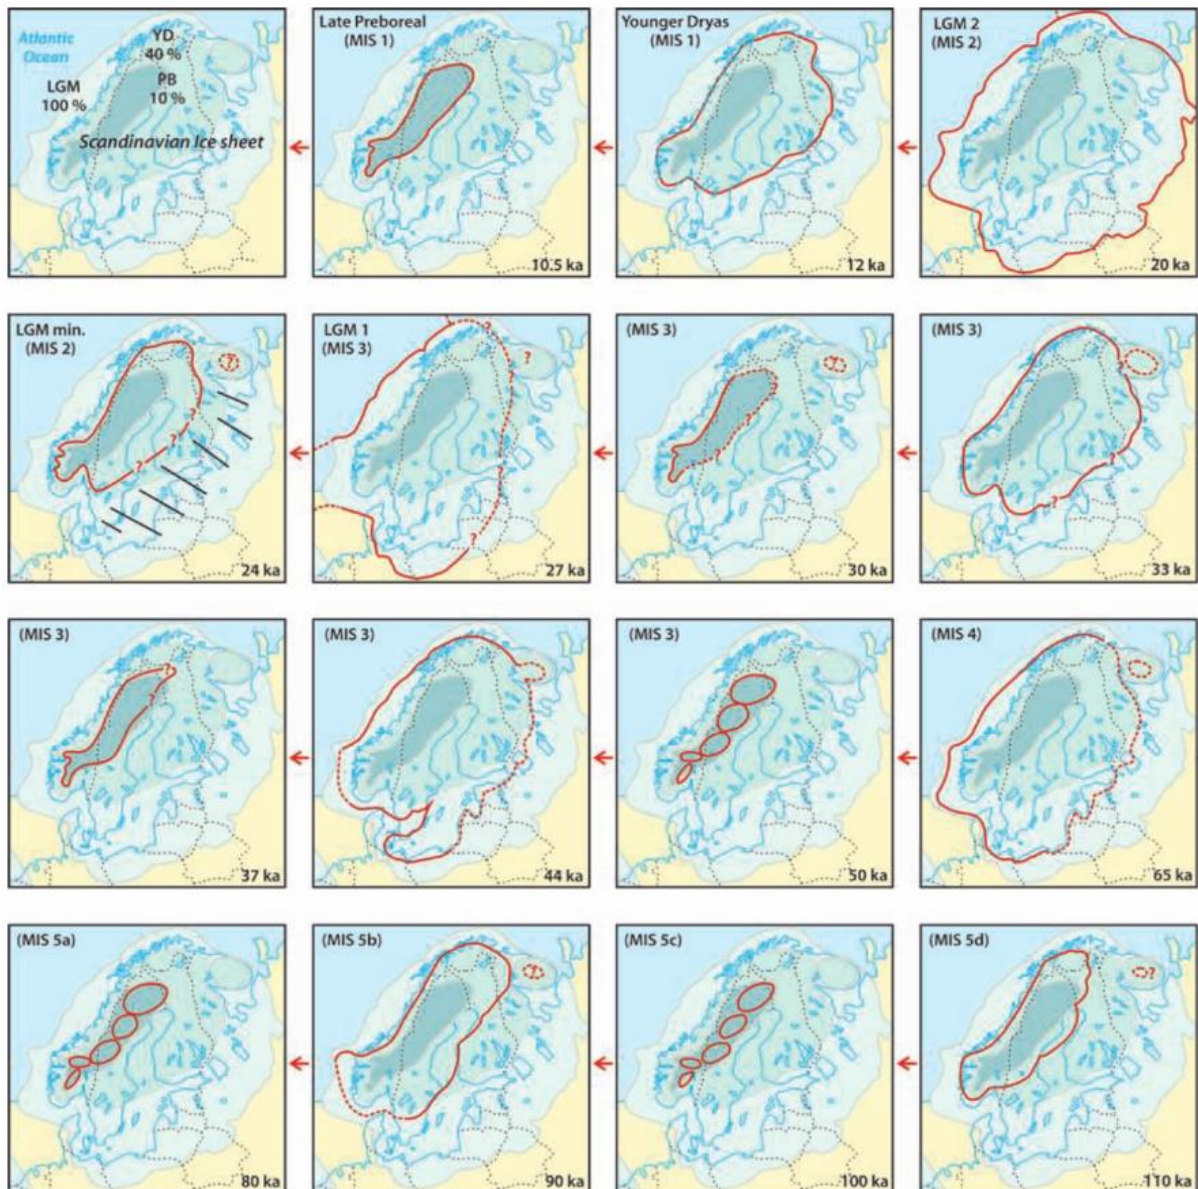 Atlantic
Ocean
YD
40 %
LGM
100 %
PB
10 %
Scandinavian Ice sheet
Late Preboreal
(MIS 1)
10.5 ka
Younger Dryas
(MIS 1)
12 ka
LGM 2
(MIS 2)
20 ka
LGM min.
(MIS 2)
?
?
?
24 ka
LGM 1
(MIS 3)
?
?
?
?
?
27 ka
(MIS 3)
?
?
30 ka
(MIS 3)
?
33 ka
(MIS 3)
?
?
37 ka
(MIS 3)
44 ka
(MIS 3)
50 ka
(MIS 4)
65 ka
(MIS 5a)
80 ka
(MIS 5b)
90 ka
(MIS 5c)
100 ka
(MIS 5d)
?
110 ka